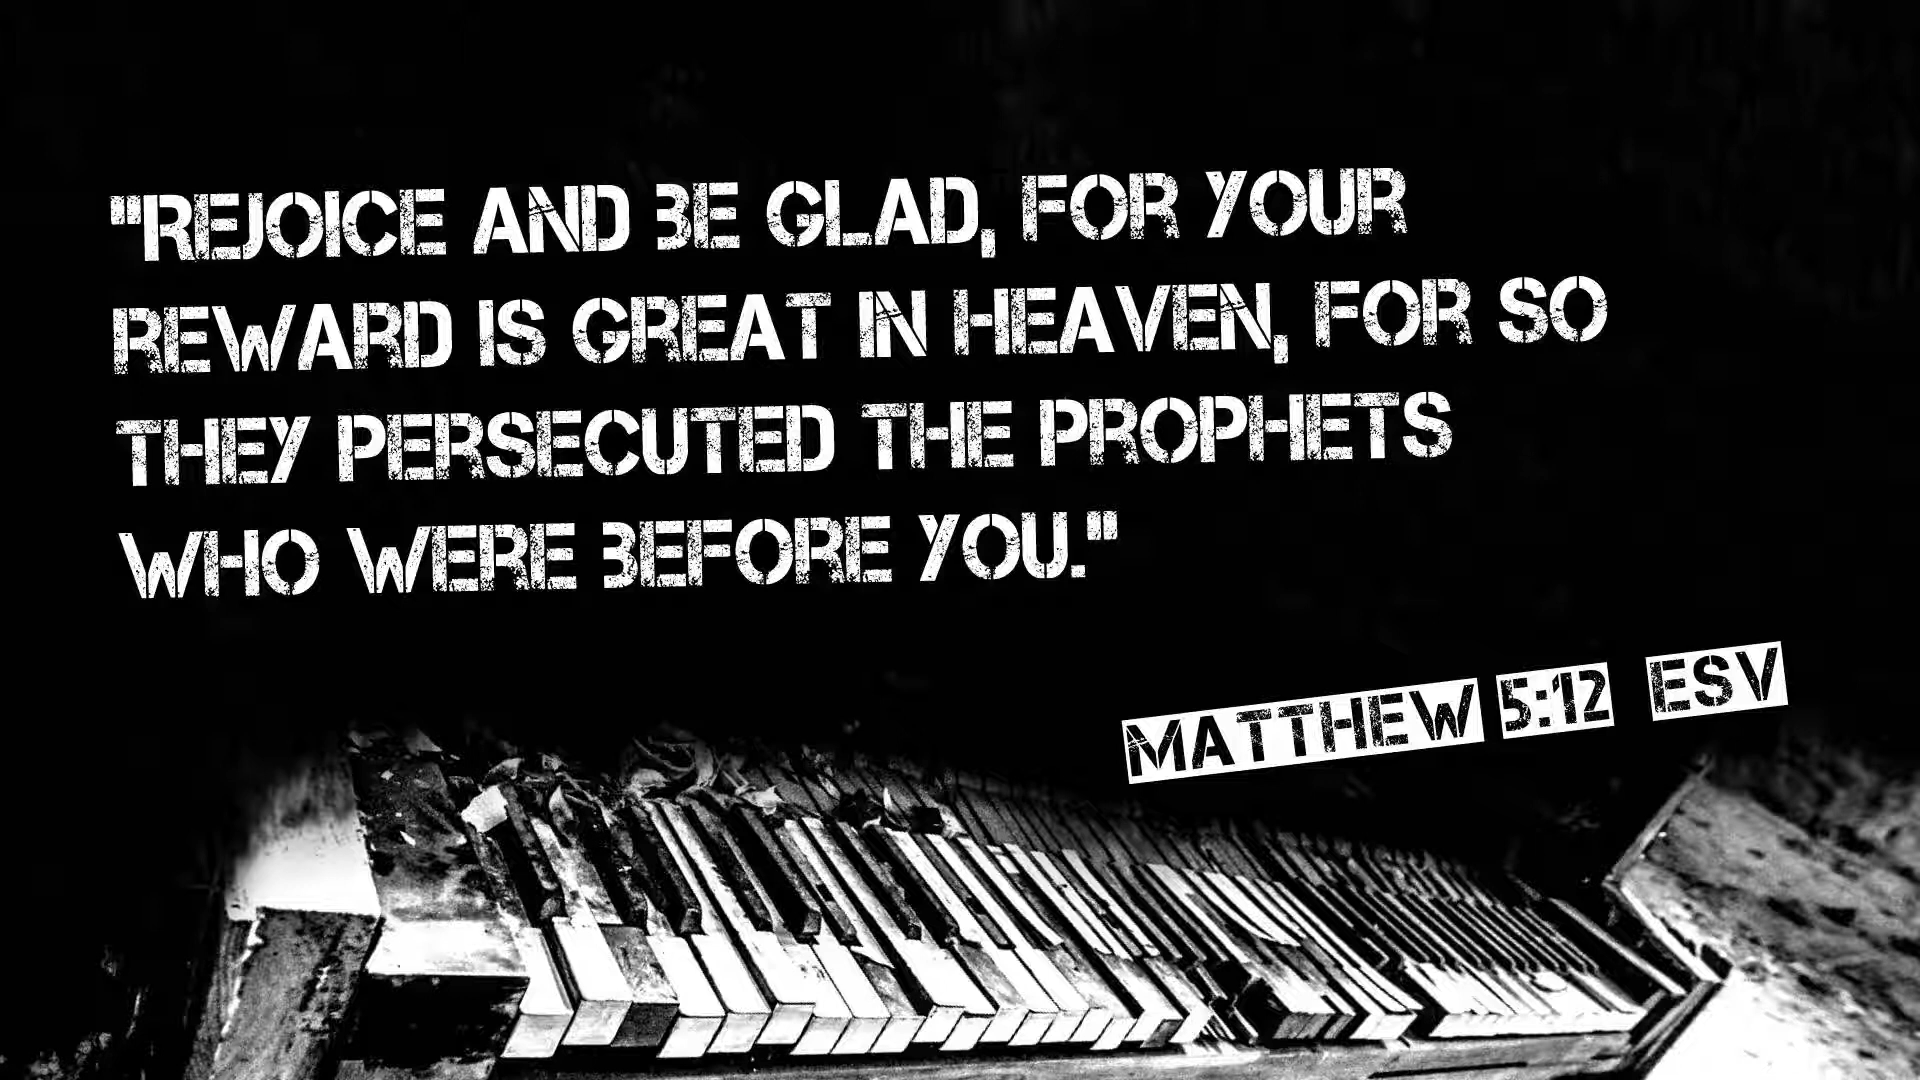 "REJOICE AND BE GLAD, FOR YOUR
REWARD IS GREAT IN HEAVEN, FOR SO
THEY PERSECUTED THE PROPHETS
WHO WERE BEFORE YOU."
MATTHEW 5:12 ESV